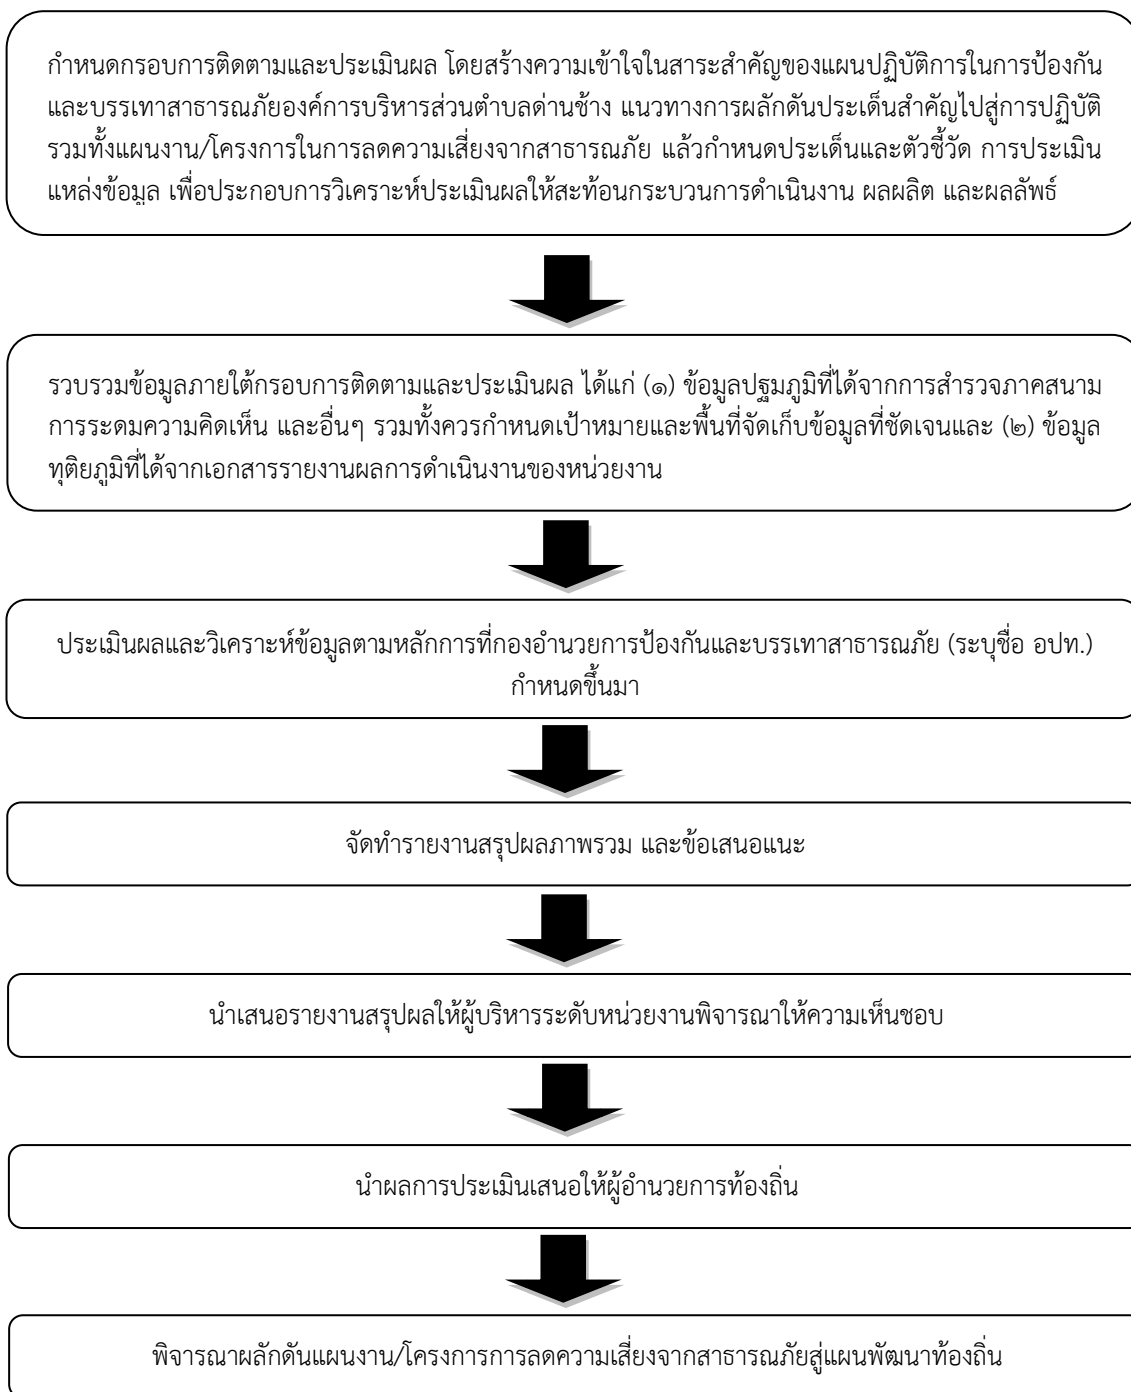 กำหนดกรอบการติดตามและประเมินผล โดยสร้างความเข้าใจในสาระสำคัญของแผนปฏิบัติการในการป้องกัน
และบรรเทาสาธารณภัยองค์การบริหารส่วนตำบลด่านช้าง แนวทางการผลักดันประเด็นสำคัญไปสู่การปฏิบัติ
รวมทั้งแผนงาน/โครงการในการลดความเสี่ยงจากสาธารณภัย แล้วกำหนดประเด็นและตัวชี้วัด การประเมิน
แหล่งข้อมูล เพื่อประกอบการวิเคราะห์ประเมินผลให้สะท้อนกระบวนการดำเนินงาน ผลผลิต และผลลัพธ์
รวบรวมข้อมูลภายใต้กรอบการติดตามและประเมินผล ได้แก่ (๑) ข้อมูลปฐมภูมิที่ได้จากการสำรวจภาคสนาม
การระดมความคิดเห็น และอื่นๆ รวมทั้งควรกำหนดเป้าหมายและพื้นที่จัดเก็บข้อมูลที่ชัดเจนและ (๒) ข้อมูล
ทุติยภูมิที่ได้จากเอกสารรายงานผลการดำเนินงานของหน่วยงาน
ประเมินผลและวิเคราะห์ข้อมูลตามหลักการที่กองอำนวยการป้องกันและบรรเทาสาธารณภัย (ระบุชื่อ อปท.)
กำหนดขึ้นมา
จัดทำรายงานสรุปผลภาพรวม และข้อเสนอแนะ
นำเสนอรายงานสรุปผลให้ผู้บริหารระดับหน่วยงานพิจารณาให้ความเห็นชอบ
นำผลการประเมินเสนอให้ผู้อำนวยการท้องถิ่น
พิจารณาผลักดันแผนงาน/โครงการการลดความเสี่ยงจากสาธารณภัยสู่แผนพัฒนาท้องถิ่น